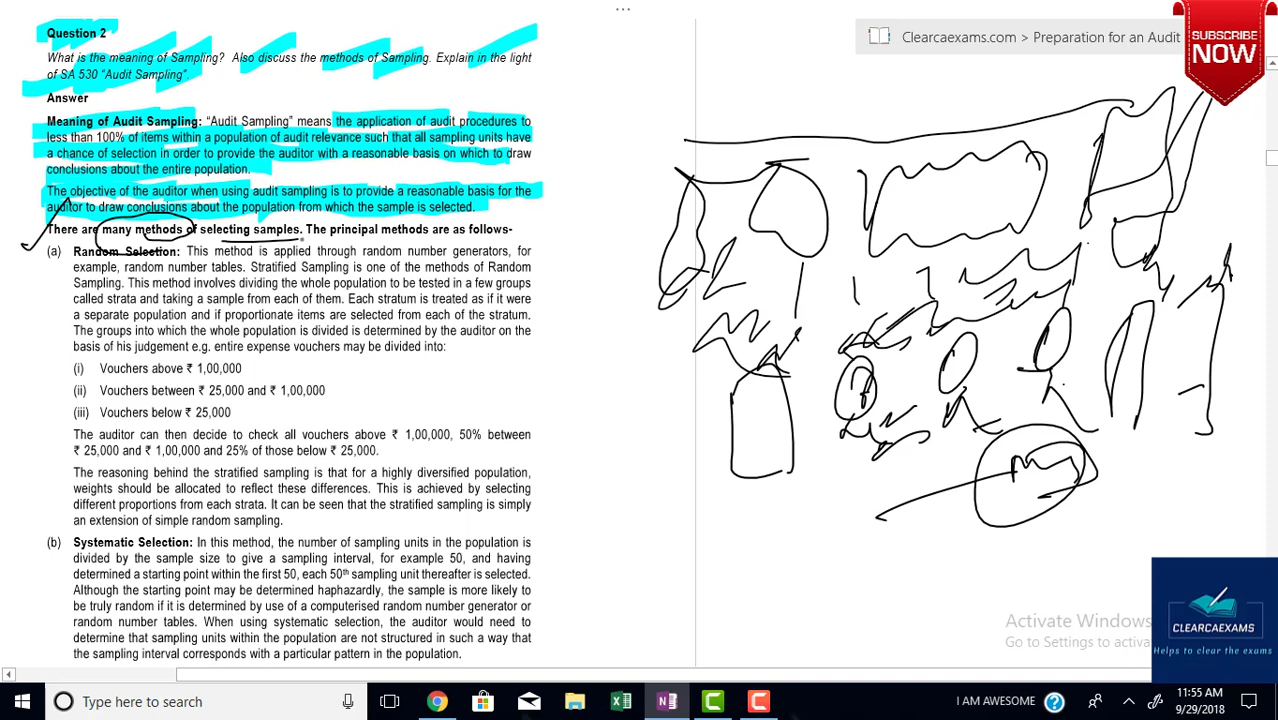 Question 2
What is the meaning of Sampling? Also discuss the methods of Sampling. Explain in the light
of SA 530 "Audit Sampling".
Answer
Meaning of Audit Sampling: “Audit Sampling” means the application of audit procedures to
less than 100% of items within a population of audit relevance such that all sampling units have
a chance of selection in order to provide the auditor with a reasonable basis on which to draw
conclusions about the entire population.
The objective of the auditor when using audit sampling is to provide a reasonable basis for the
auditor to draw conclusions about the population from which the sample is selected.
There are many methods of selecting samples. The principal methods are as follows-
(a) Random Selection: This method is applied through random number generators, for
example, random number tables. Stratified Sampling is one of the methods of Random
Sampling. This method involves dividing the whole population to be tested in a few groups
called strata and taking a sample from each of them. Each stratum is treated as if it were
a separate population and if proportionate items are selected from each of the stratum.
The groups into which the whole population is divided is determined by the auditor on the
basis of his judgement e.g. entire expense vouchers may be divided into:
(i) Vouchers above ₹ 1,00,000
(ii) Vouchers between ₹ 25,000 and ₹ 1,00,000
(iii) Vouchers below ₹ 25,000
The auditor can then decide to check all vouchers above ₹ 1,00,000, 50% between
₹ 25,000 and ₹ 1,00,000 and 25% of those below ₹ 25,000.
The reasoning behind the stratified sampling is that for a highly diversified population,
weights should be allocated to reflect these differences. This is achieved by selecting
different proportions from each strata. It can be seen that the stratified sampling is simply
an extension of simple random sampling.
(b) Systematic Selection: In this method, the number of sampling units in the population is
divided by the sample size to give a sampling interval, for example 50, and having
determined a starting point within the first 50, each 50th sampling unit thereafter is selected.
Although the starting point may be determined haphazardly, the sample is more likely to
be truly random if it is determined by use of a computerised random number generator or
random number tables. When using systematic selection, the auditor would need to
determine that sampling units within the population are not structured in such a way that
the sampling interval corresponds with a particular pattern in the population.
Clearcaexams.com > Preparation for an Audit
SUBSCRIBE
NOW
Activate Windows
Go to Settings to activa
CLEARCAEXAMS
Helps to clear the exams
Type here to search
I AM AWESOME
11:55 AM
9/29/2018